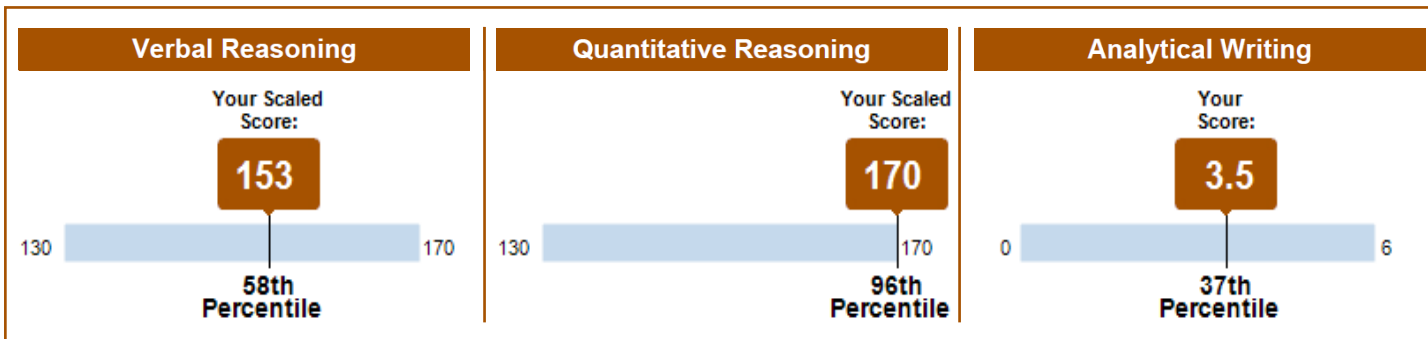 Verbal Reasoning
Your Scaled
Score:
153
130
170
58th
Percentile
Quantitative Reasoning
Your Scaled
Score:
170
130
170
96th
Percentile
Analytical Writing
Your
Score:
3.5
0
6
37th
Percentile